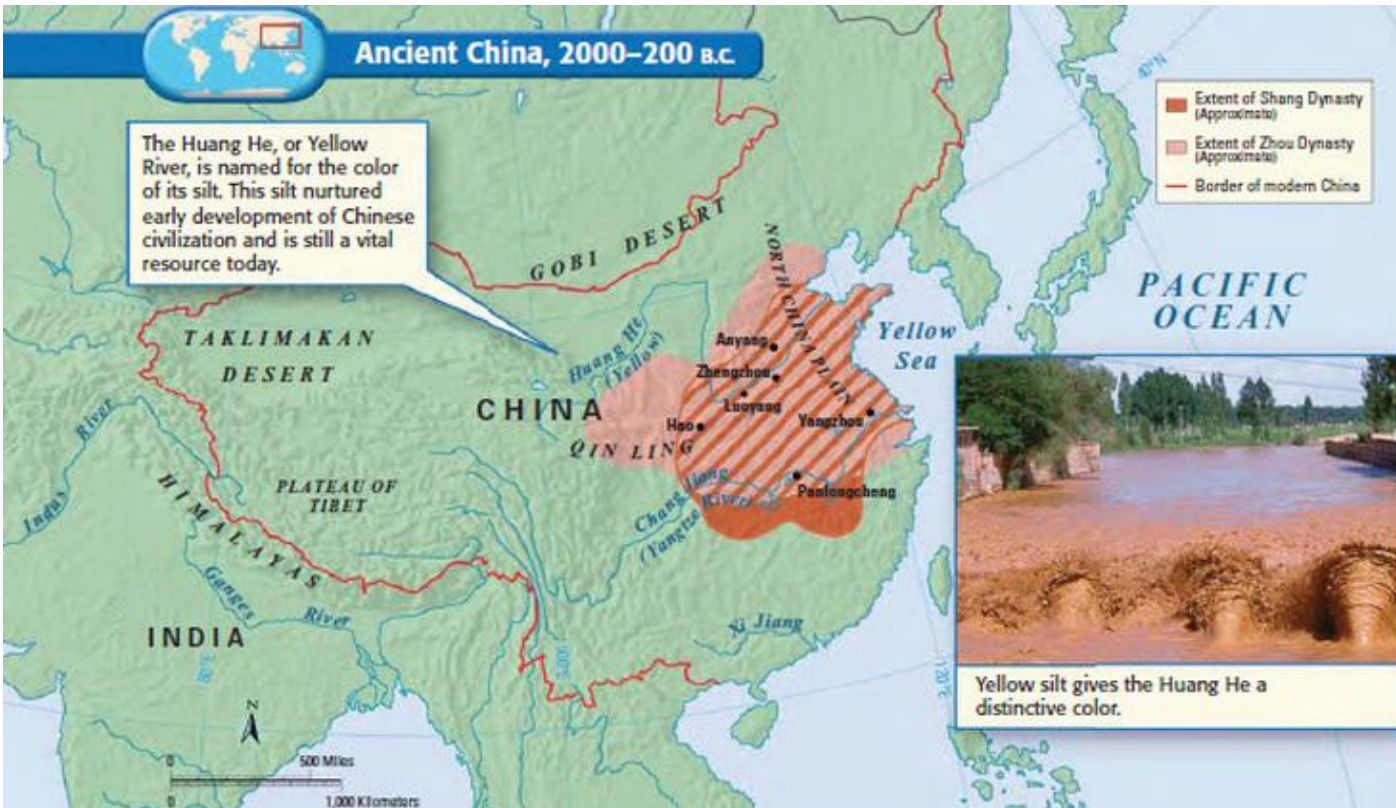 Ancient China, 2000–200 B.C.
The Huang He, or Yellow
River, is named for the color
of its silt. This silt nurtured
early development of Chinese
civilization and is still a vital
resource today.
Extent of Shang Dynasty
(Approximate)
Extent of Zhou Dynasty
(Approximate)
Border of modern China
40°N
GOBI DESERT
NORTH CHINA PLAIN
PACIFIC
OCEAN
TAKLIMAKAN
DESERT
Huang He
(Yellow)
Yellow
Sea
Anyang
Zhengzhou
Luoyang
Yangzhou
CHINA
Hao
QIN LING
Indus River
HIMALAYAS
PLATEAU OF
TIBET
Chang Jiang
(Yangtze River)
Panlongcheng
Ganges River
INDIA
Xi Jiang
100°E
120°E
N
0 500 Miles
0 1,000 Kilometers
Yellow silt gives the Huang He a
distinctive color.